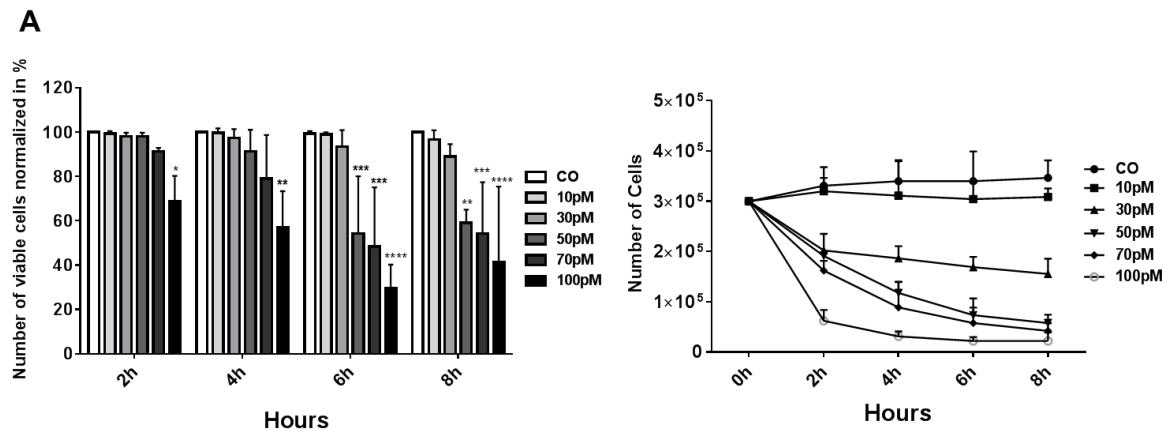 A
Number of viable cells normalized in %
120
100
80
60
40
20
0
*
**
***
***
****
**
***
****
2h
4h
6h
8h
Hours
CO
10pM
30pM
50pM
70pM
100pM
Number of Cells
5×10⁵
4×10⁵
3×10⁵
2×10⁵
1×10⁵
0
0h
2h
4h
6h
8h
Hours
CO
10pM
30pM
50pM
70pM
100pM